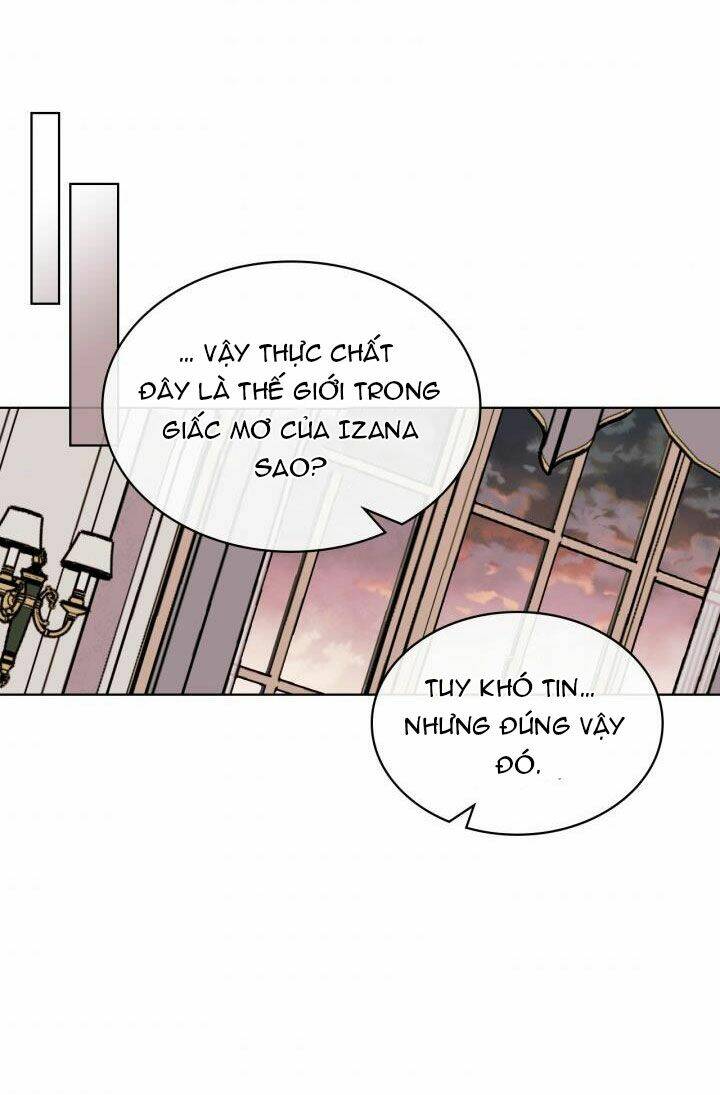 ... VẬY THỰC CHẤT
ĐÂY LÀ THẾ GIỚI TRONG
GIẤC MƠ CỦA IZANA
SAO?
TUY KHÓ TIN...
NHƯNG ĐÚNG VẬY
ĐÓ.